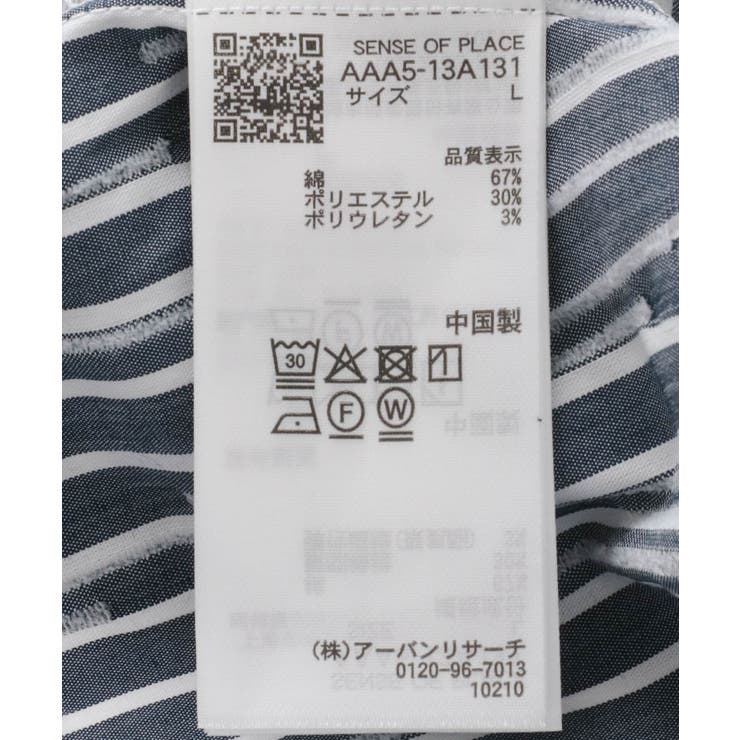 SENSE OF PLACE
AAA5-13A131
サイズ L
品質表示
綿 67%
ポリエステル 30%
ポリウレタン 3%
中国製
30
F W
(株)アーバンリサーチ
0120-96-7013
10210